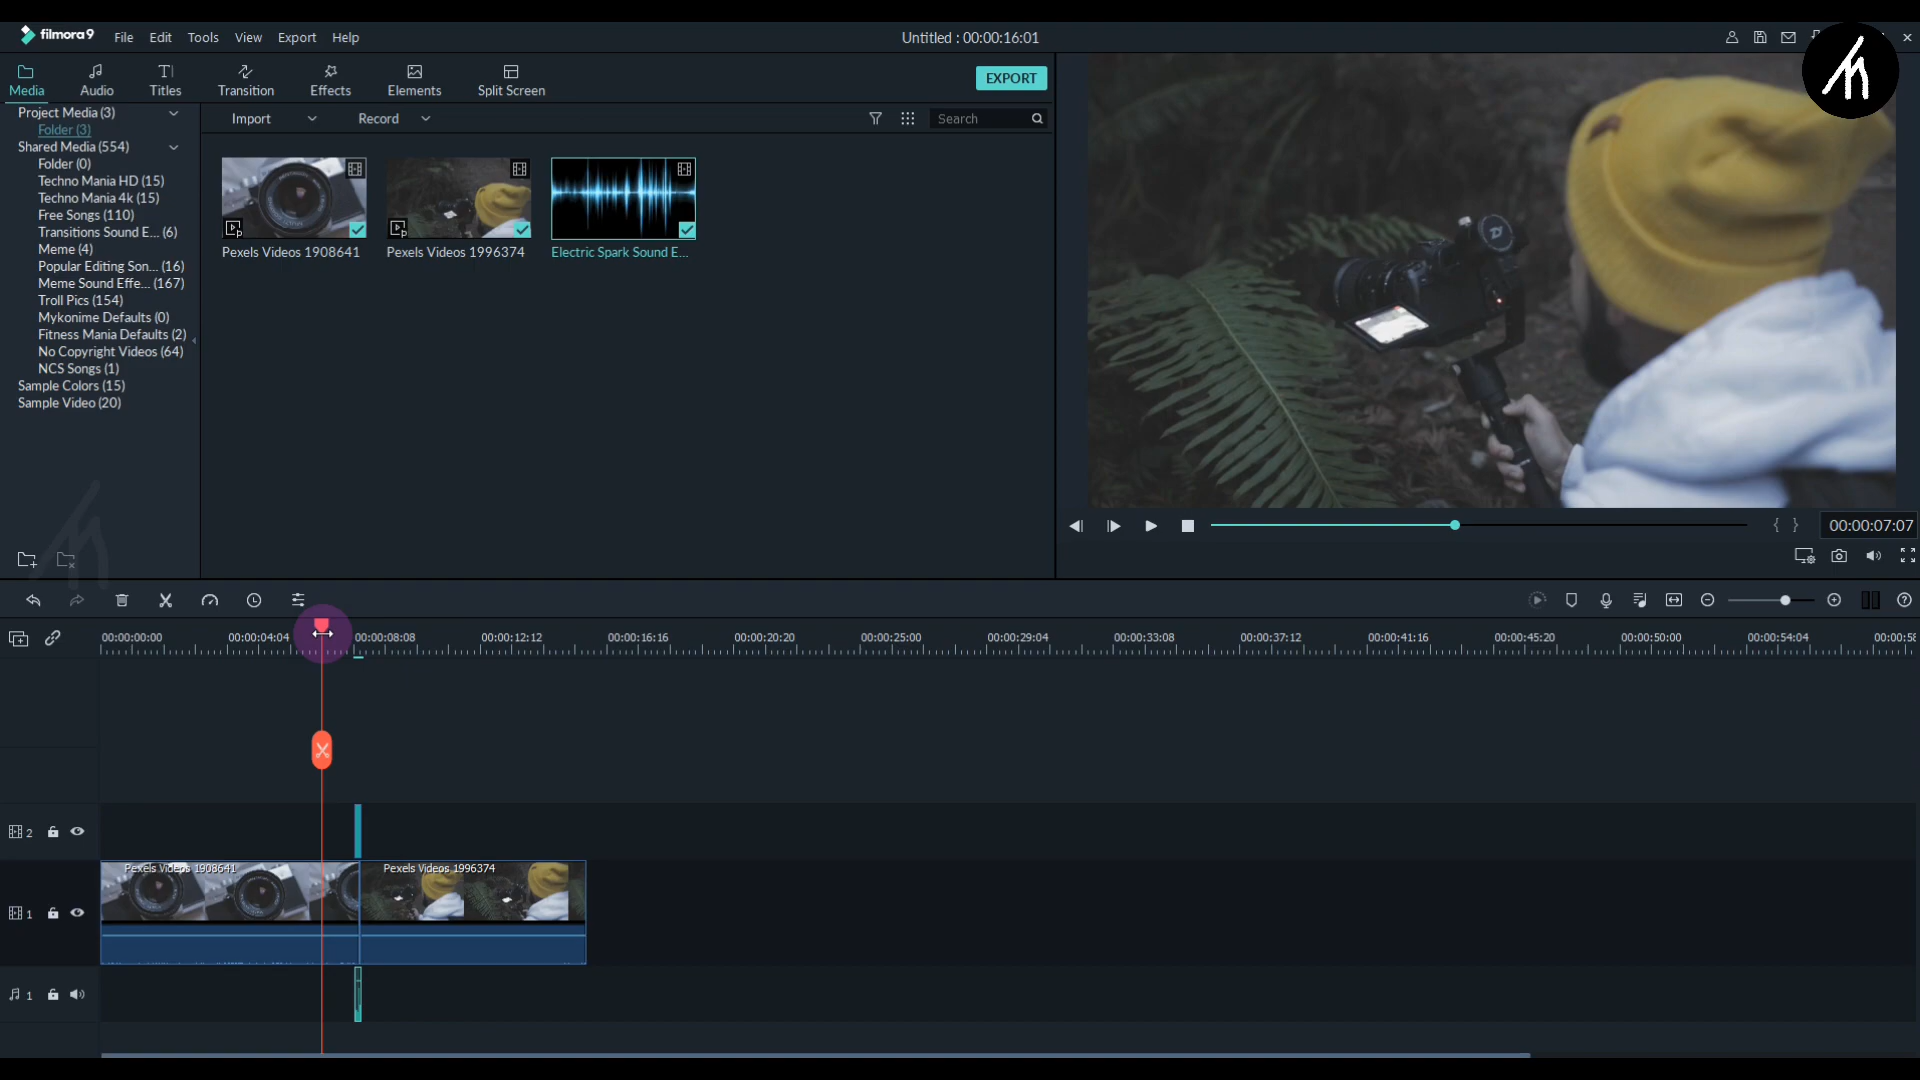 filmora9 File Edit Tools View Export Help Untitled : 00:00:16:01
Media Audio Titles Transition Effects Elements Split Screen EXPORT
Project Media (3)
Folder (3)
Shared Media (554)
Folder (0)
Techno Mania HD (15)
Techno Mania 4k (15)
Free Songs (110)
Transitions Sound E... (6)
Meme (4)
Popular Editing Son... (16)
Meme Sound Effe... (167)
Troll Pics (154)
Mykonime Defaults (0)
Fitness Mania Defaults (2)
No Copyright Videos (64)
NCS Songs (1)
Sample Colors (15)
Sample Video (20)
Import Record Search
Pexels Videos 1908641 Pexels Videos 1996374 Electric Spark Sound E...
{ } 00:00:07:07
00:00:00:00 00:00:04:04 00:00:08:08 00:00:12:12 00:00:16:16 00:00:20:20 00:00:25:00 00:00:29:04 00:00:33:08 00:00:37:12 00:00:41:16 00:00:45:20 00:00:50:00 00:00:54:04 00:00:58
2
Pexels Videos 1908641 Pexels Videos 1996374
1
1